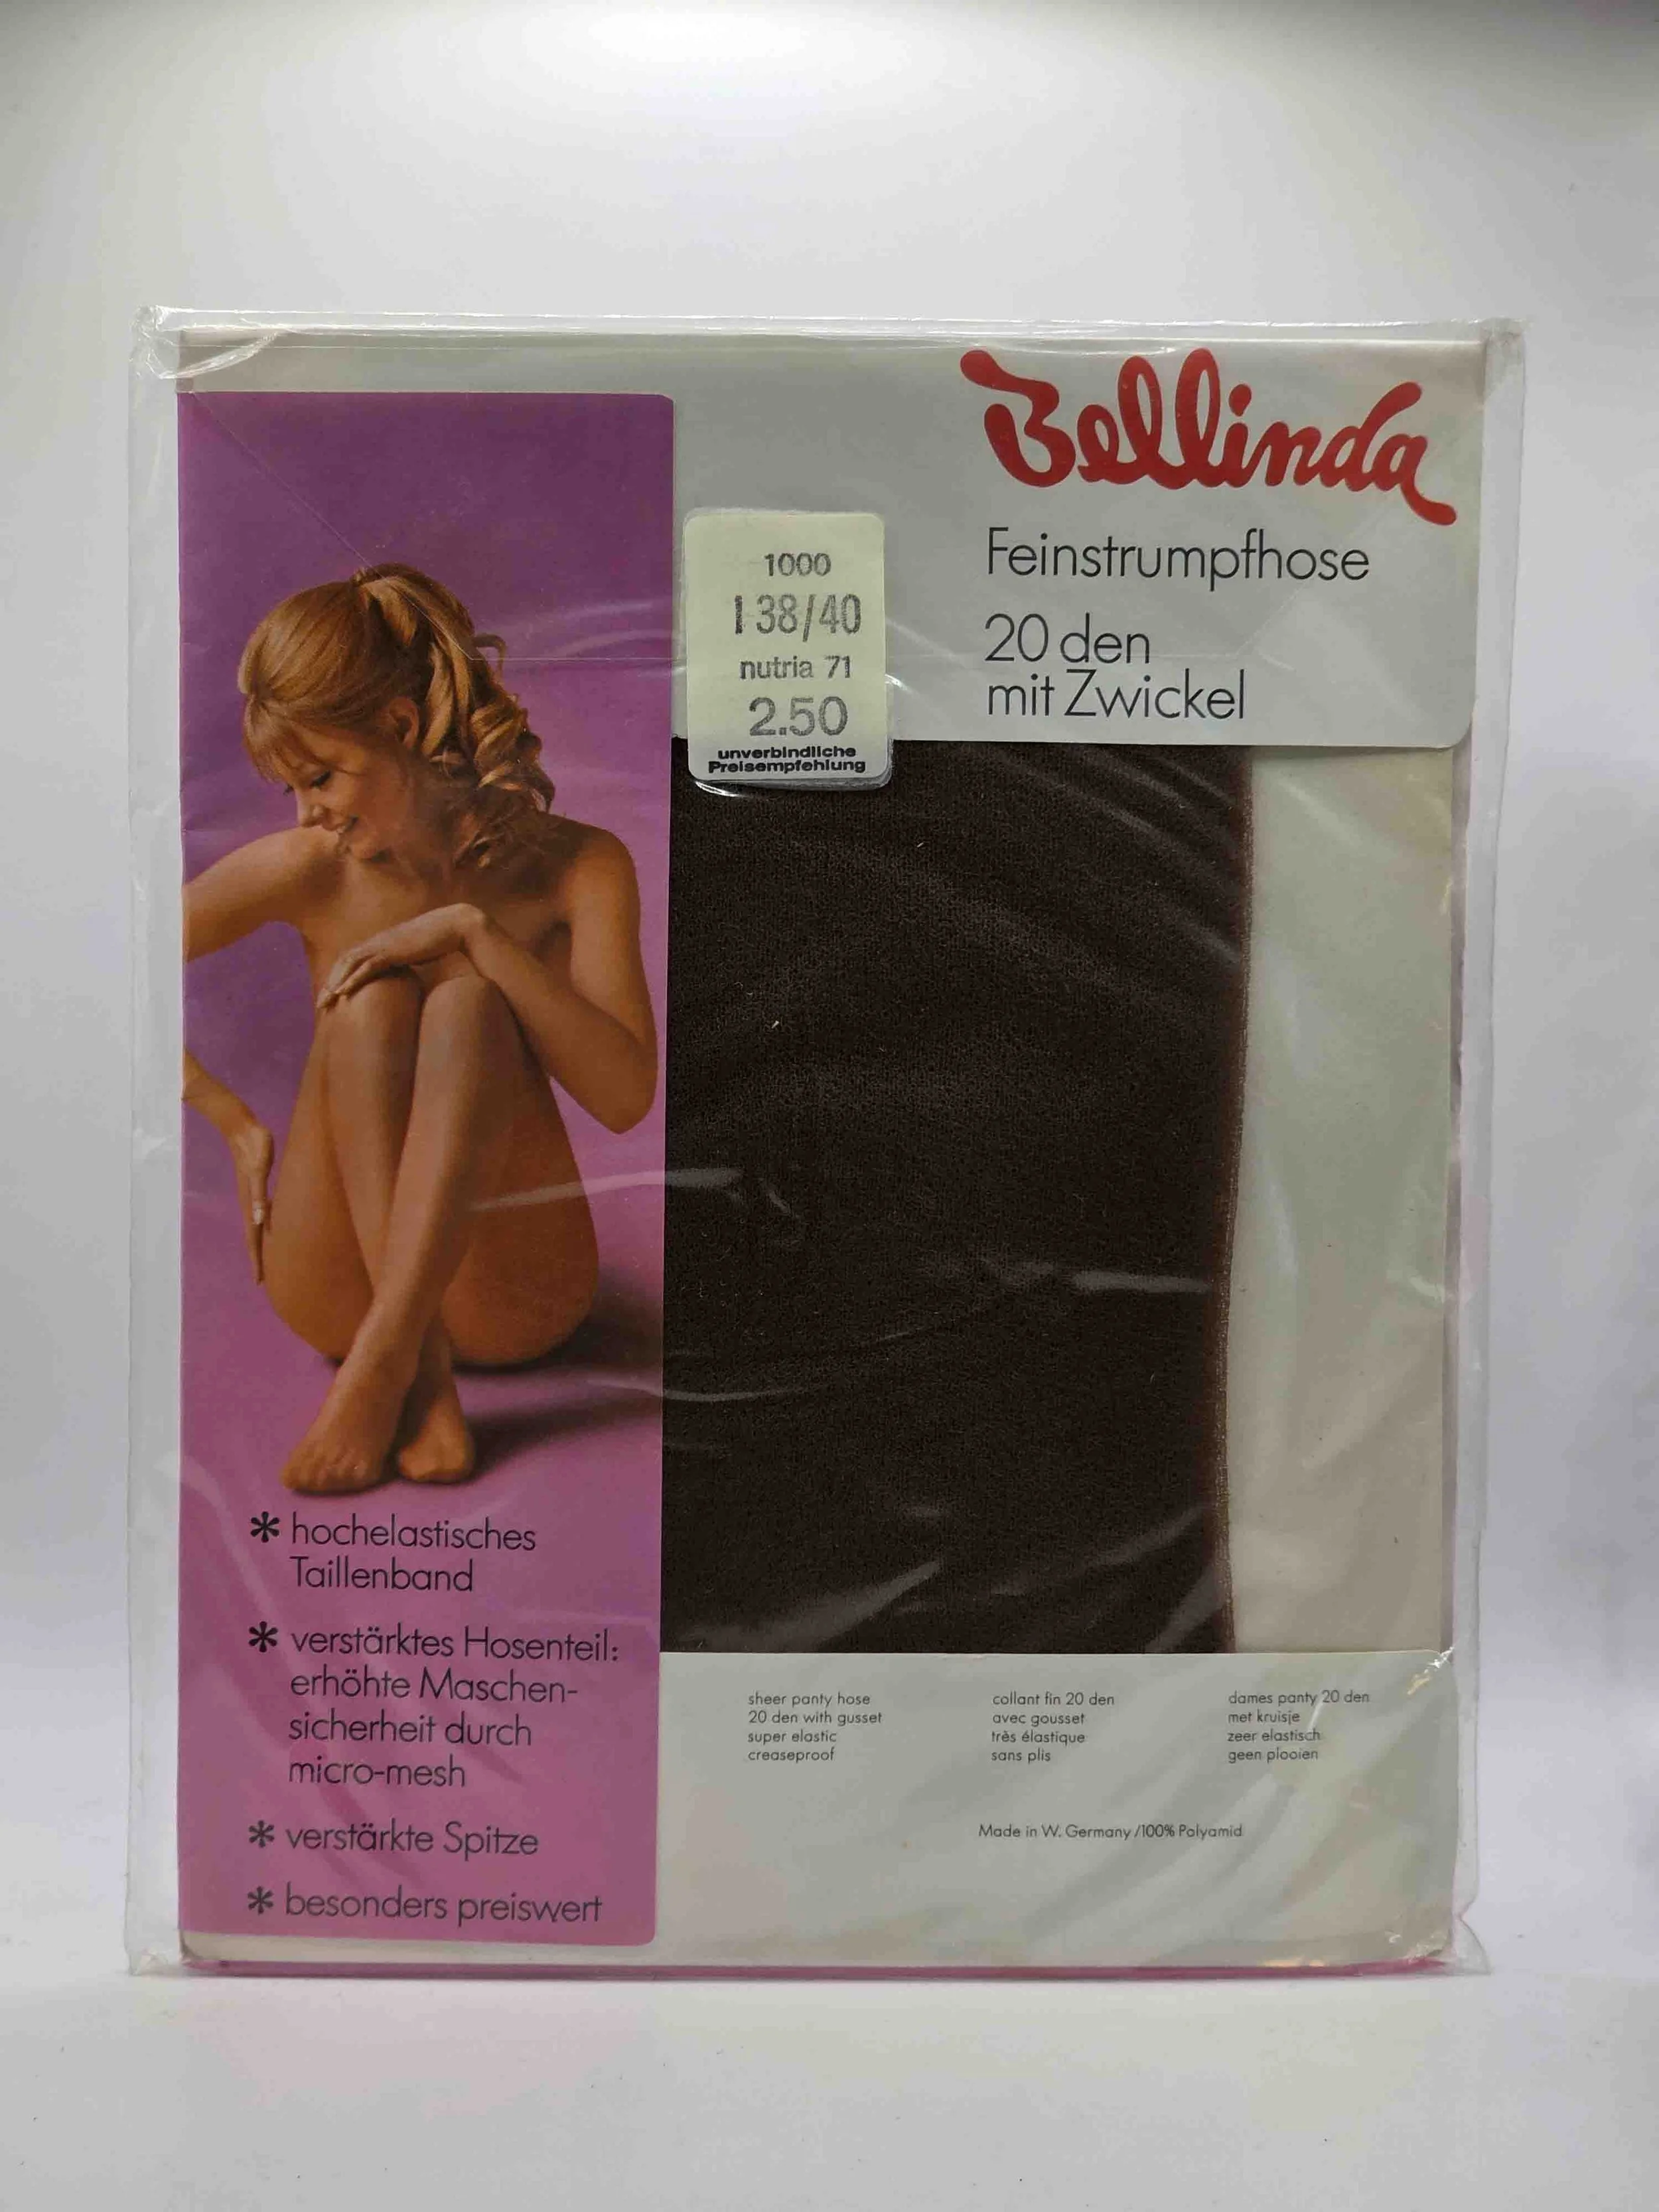 Bellinda
Feinstrumpfhose
20 den
mit Zwickel
1000
I 38/40
nutria 71
2.50
unverbindliche
Preisempfehlung
* hochelastisches
Taillenband
* verstärktes Hosenteil:
erhöhte Maschen-
sicherheit durch
micro-mesh
* verstärkte Spitze
* besonders preiswert
sheer panty hose
20 den with gusset
super elastic
creaseproof
collant fin 20 den
avec gousset
très élastique
sans plis
dames panty 20 den
met kruisje
zeer elastisch
geen plooien
Made in W. Germany /100% Polyamid